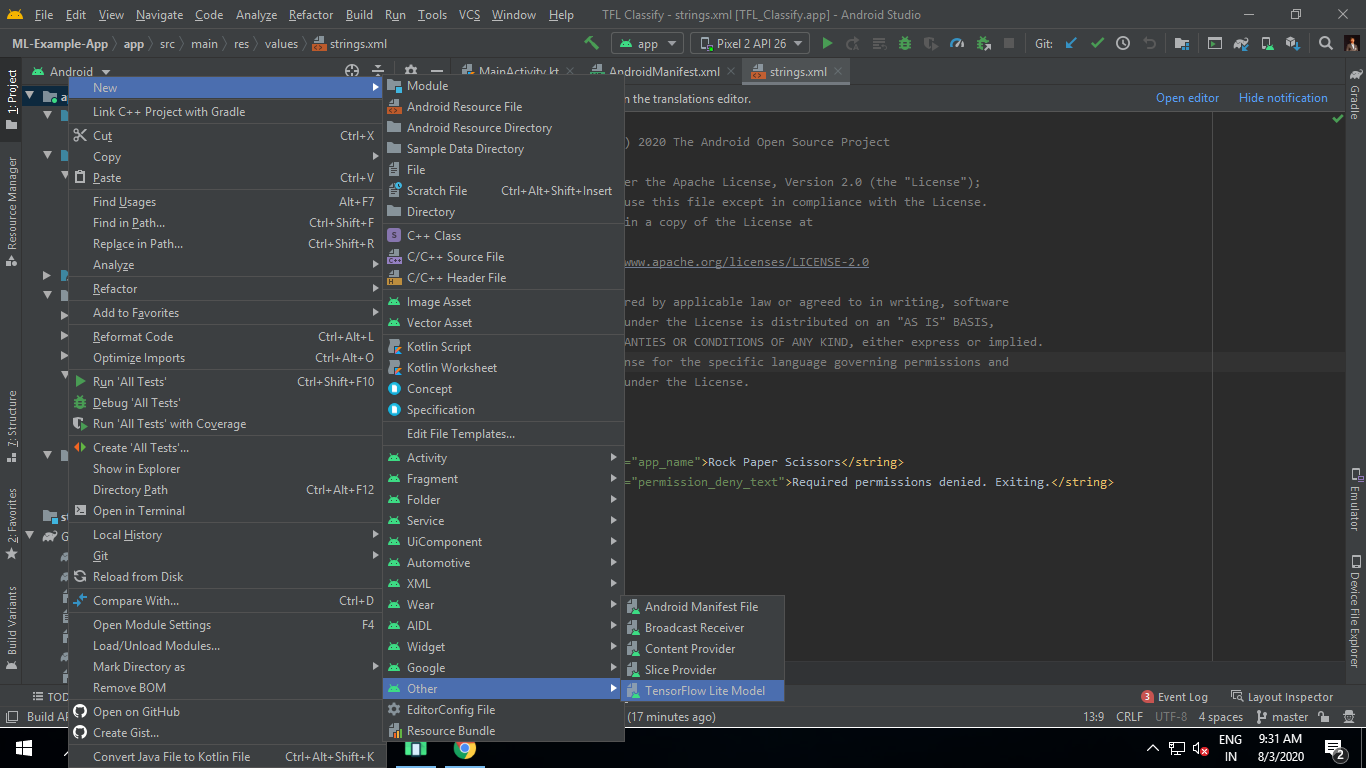 File Edit View Navigate Code Analyze Refactor Build Run Tools VCS Window Help TFL Classify - strings.xml [TFL_Classify.app] - Android Studio
ML-Example-App app src main res values strings.xml app Pixel 2 API 26 Git:
Android MainActivity.kt AndroidManifest.xml strings.xml
1: Project
Resource Manager
7: Structure
2: Favorites
Build Variants
New
Link C++ Project with Gradle
Cut Ctrl+X
Copy
Paste Ctrl+V
Find Usages Alt+F7
Find in Path... Ctrl+Shift+F
Replace in Path... Ctrl+Shift+R
Analyze
Refactor
Add to Favorites
Reformat Code Ctrl+Alt+L
Optimize Imports Ctrl+Alt+O
Run 'All Tests' Ctrl+Shift+F10
Debug 'All Tests'
Run 'All Tests' with Coverage
Create 'All Tests'...
Show in Explorer
Directory Path Ctrl+Alt+F12
Open in Terminal
Local History
Git
Reload from Disk
Compare With... Ctrl+D
Open Module Settings F4
Load/Unload Modules...
Mark Directory as
Remove BOM
Open on GitHub
Create Gist...
Convert Java File to Kotlin File Ctrl+Alt+Shift+K
Module
Android Resource File
Android Resource Directory
Sample Data Directory
File
Scratch File Ctrl+Alt+Shift+Insert
Directory
C++ Class
C/C++ Source File
C/C++ Header File
Image Asset
Vector Asset
Kotlin Script
Kotlin Worksheet
Concept
Specification
Edit File Templates...
Activity
Fragment
Folder
Service
UiComponent
Automotive
XML
Wear
AIDL
Widget
Google
Other
EditorConfig File
Resource Bundle
Android Manifest File
Broadcast Receiver
Content Provider
Slice Provider
TensorFlow Lite Model
n the translations editor. Open editor Hide notification
) 2020 The Android Open Source Project
er the Apache License, Version 2.0 (the "License");
use this file except in compliance with the License.
in a copy of the License at
www.apache.org/licenses/LICENSE-2.0
red by applicable law or agreed to in writing, software
under the License is distributed on an "AS IS" BASIS,
ANTIES OR CONDITIONS OF ANY KIND, either express or implied.
nse for the specific language governing permissions and
under the License.
="app_name">Rock Paper Scissors</string>
="permission_deny_text">Required permissions denied. Exiting.</string>
Gradle
Emulator
Device File Explorer
TOD 3 Event Log Layout Inspector
Build AP (17 minutes ago) 13:9 CRLF UTF-8 4 spaces master
ENG
IN
9:31 AM
8/3/2020
2